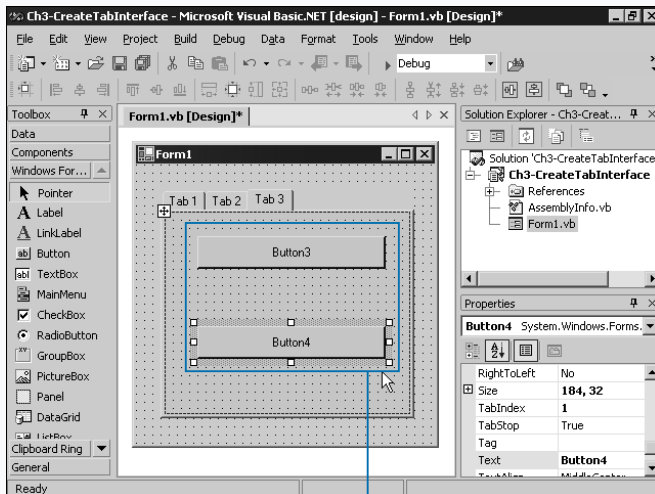 Ch3-CreateTabInterface - Microsoft Visual Basic.NET [design] - Form1.vb [Design]*
File Edit View Project Build Debug Data Format Tools Window Help
Debug
Toolbox
Form1.vb [Design]*
Solution Explorer - Ch3-Creat...
Data
Components
Windows For...
Pointer
Label
LinkLabel
Button
TextBox
MainMenu
CheckBox
RadioButton
GroupBox
PictureBox
Panel
DataGrid
ListBox
Clipboard Ring
General
Form1
Tab 1 Tab 2 Tab 3
Button3
Button4
Solution 'Ch3-CreateTabInterface
Ch3-CreateTabInterface
References
AssemblyInfo.vb
Form1.vb
Properties
Button4 System.Windows.Forms.
RightToLeft No
Size 184, 32
TabIndex 1
TabStop True
Tag
Text Button4
TextAlign MiddleCenter
Ready